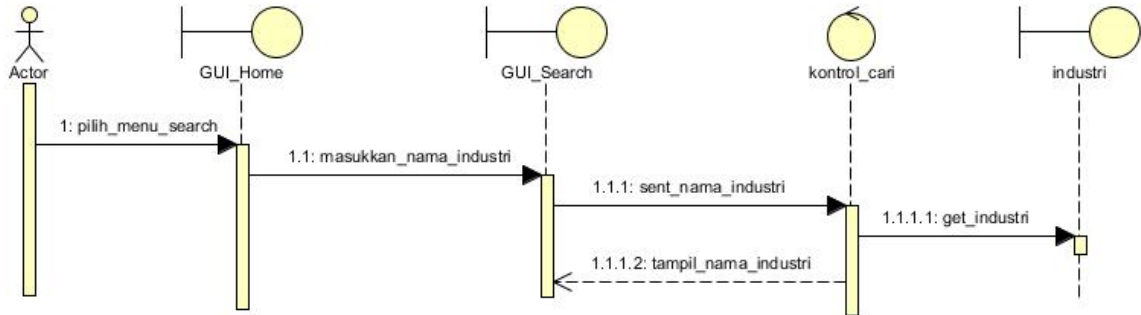 Actor
GUI_Home
GUI_Search
kontrol_cari
industri
1: pilih_menu_search
1.1: masukkan_nama_industri
1.1.1: sent_nama_industri
1.1.1.1: get_industri
1.1.1.2: tampil_nama_industri